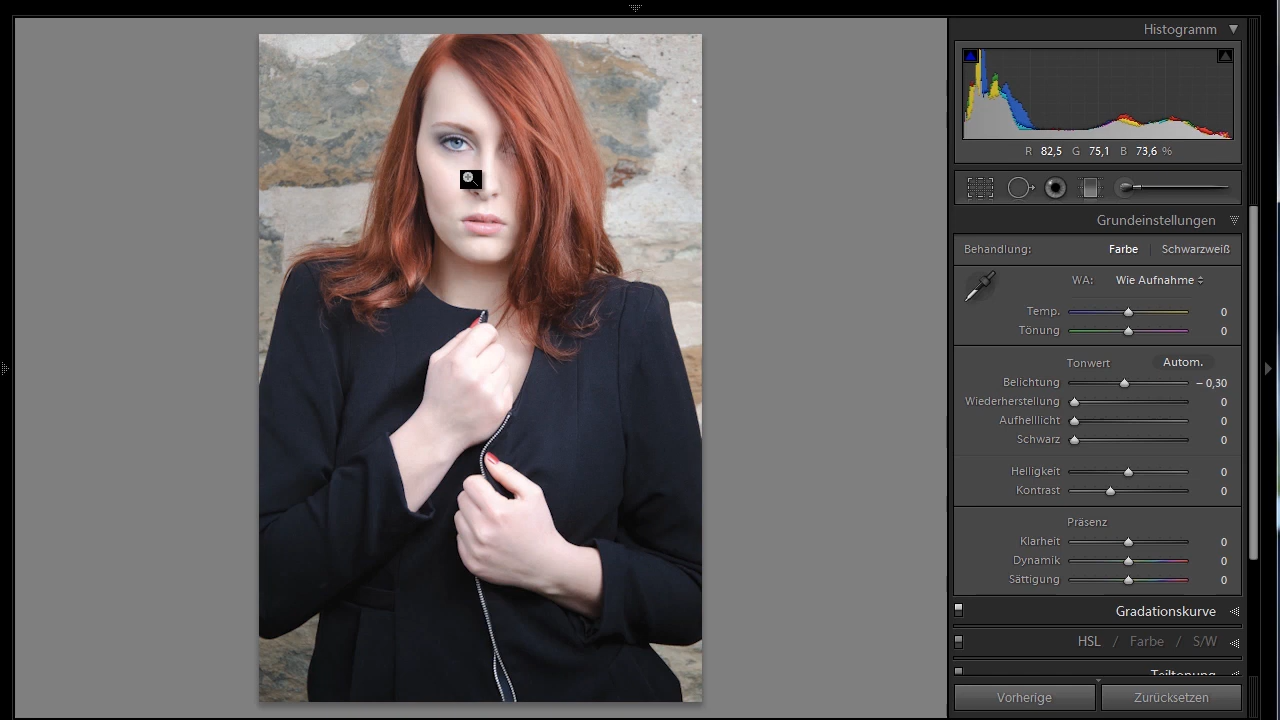 Histogramm
R 82,5 G 75,1 B 73,6 %
Grundeinstellungen
Behandlung: Farbe Schwarzweiß
WA: Wie Aufnahme
Temp. 0
Tönung 0
Tonwert Autom.
Belichtung – 0,30
Wiederherstellung 0
Aufhelllicht 0
Schwarz 0
Helligkeit 0
Kontrast 0
Präsenz
Klarheit 0
Dynamik 0
Sättigung 0
Gradationskurve
HSL / Farbe / S/W
Teiltonung
Vorherige Zurücksetzen